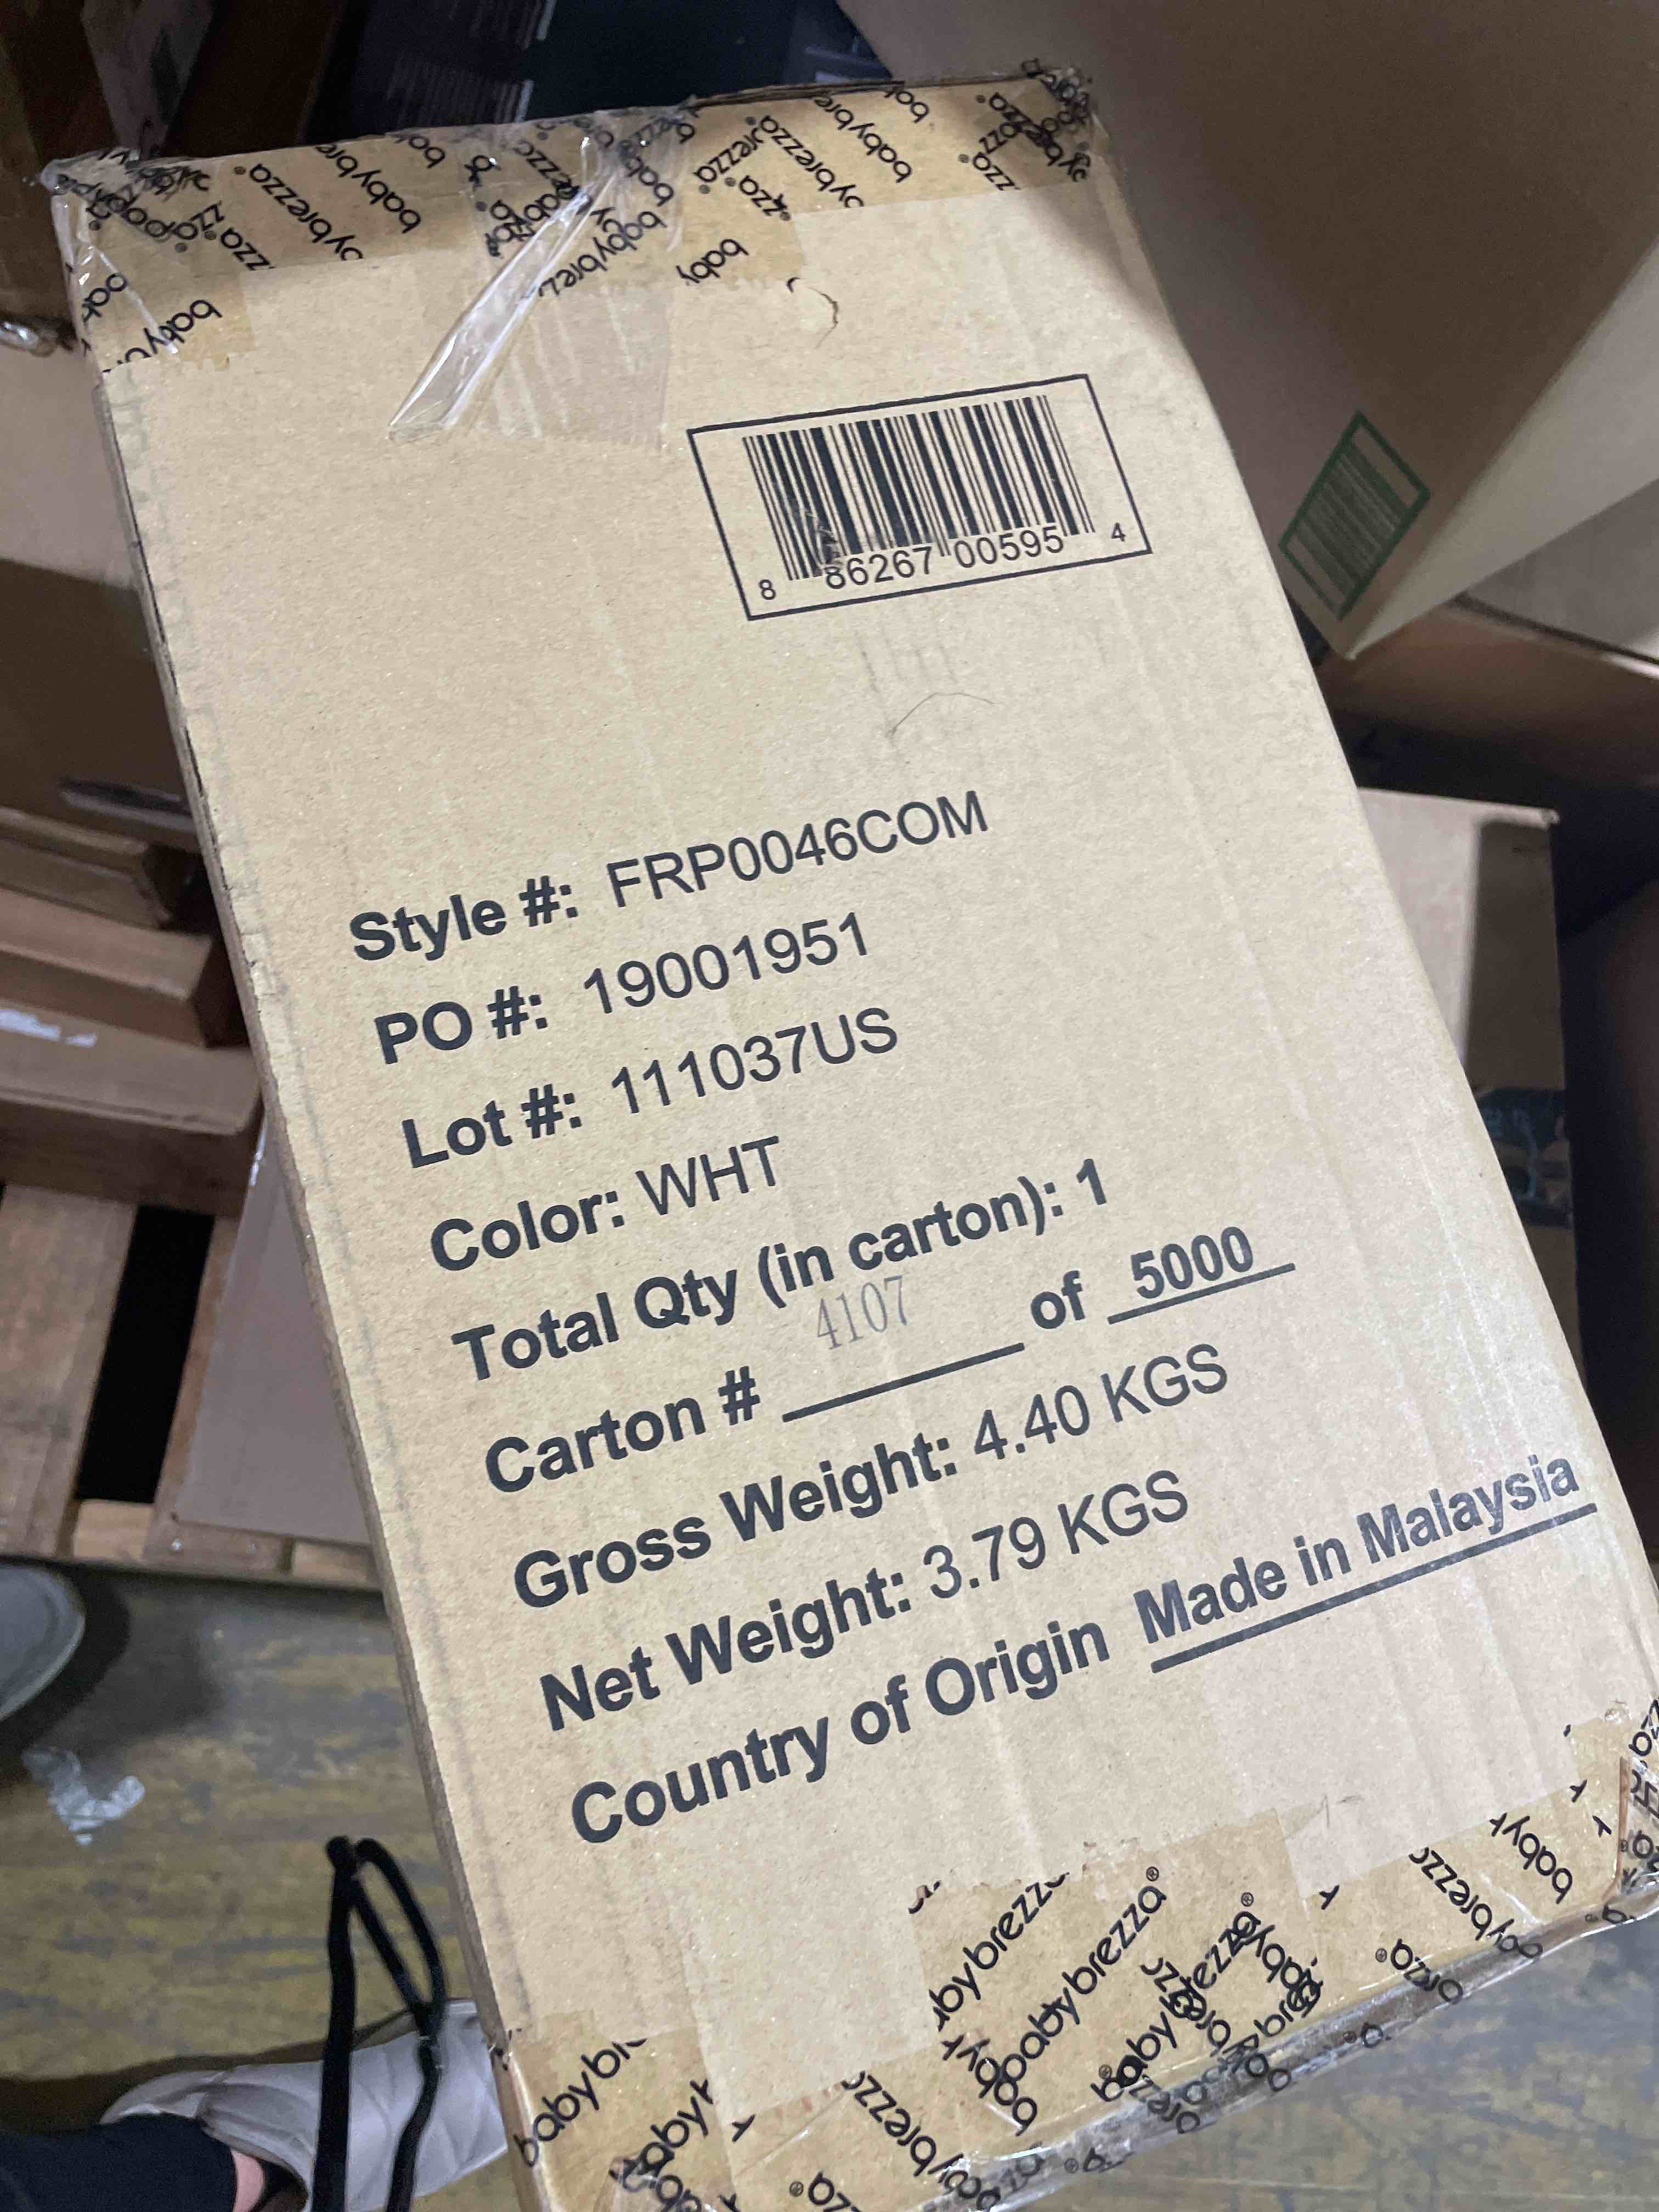 babybrezza®
8 86267 00595 4
Style #: FRP0046COM
PO #: 19001951
Lot #: 111037US
Color: WHT
Total Qty (in carton): 1
Carton # 4107 of 5000
Gross Weight: 4.40 KGS
Net Weight: 3.79 KGS
Country of Origin Made in Malaysia
babybrezza®